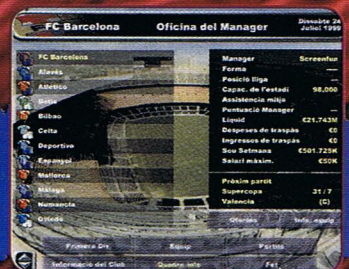 FC Barcelona
Oficina del Manager
Dissabte 24
Juliol 1999
FC Barcelona
Alavés
Atlético
Betis
Bilbao
Celta
Deportivo
Espanyol
Mallorca
Málaga
Numancia
Oviedo
Manager Screenfun
Forma —
Posició lliga —
Capac. de l'estadi 98,000
Assistència mitja
Puntuació Manager —
Líquid €21.743M
Despeses de traspàs €0
Ingressos de traspàs €0
Sou Setmana €501.725K
Salari màxim. €50K
Pròxim partit
Supercopa 31/7
Valencia (C)
Ofertes
Info. equip
Primera Div
Equip
Partits
Informació del Club
Quadre info
Fet